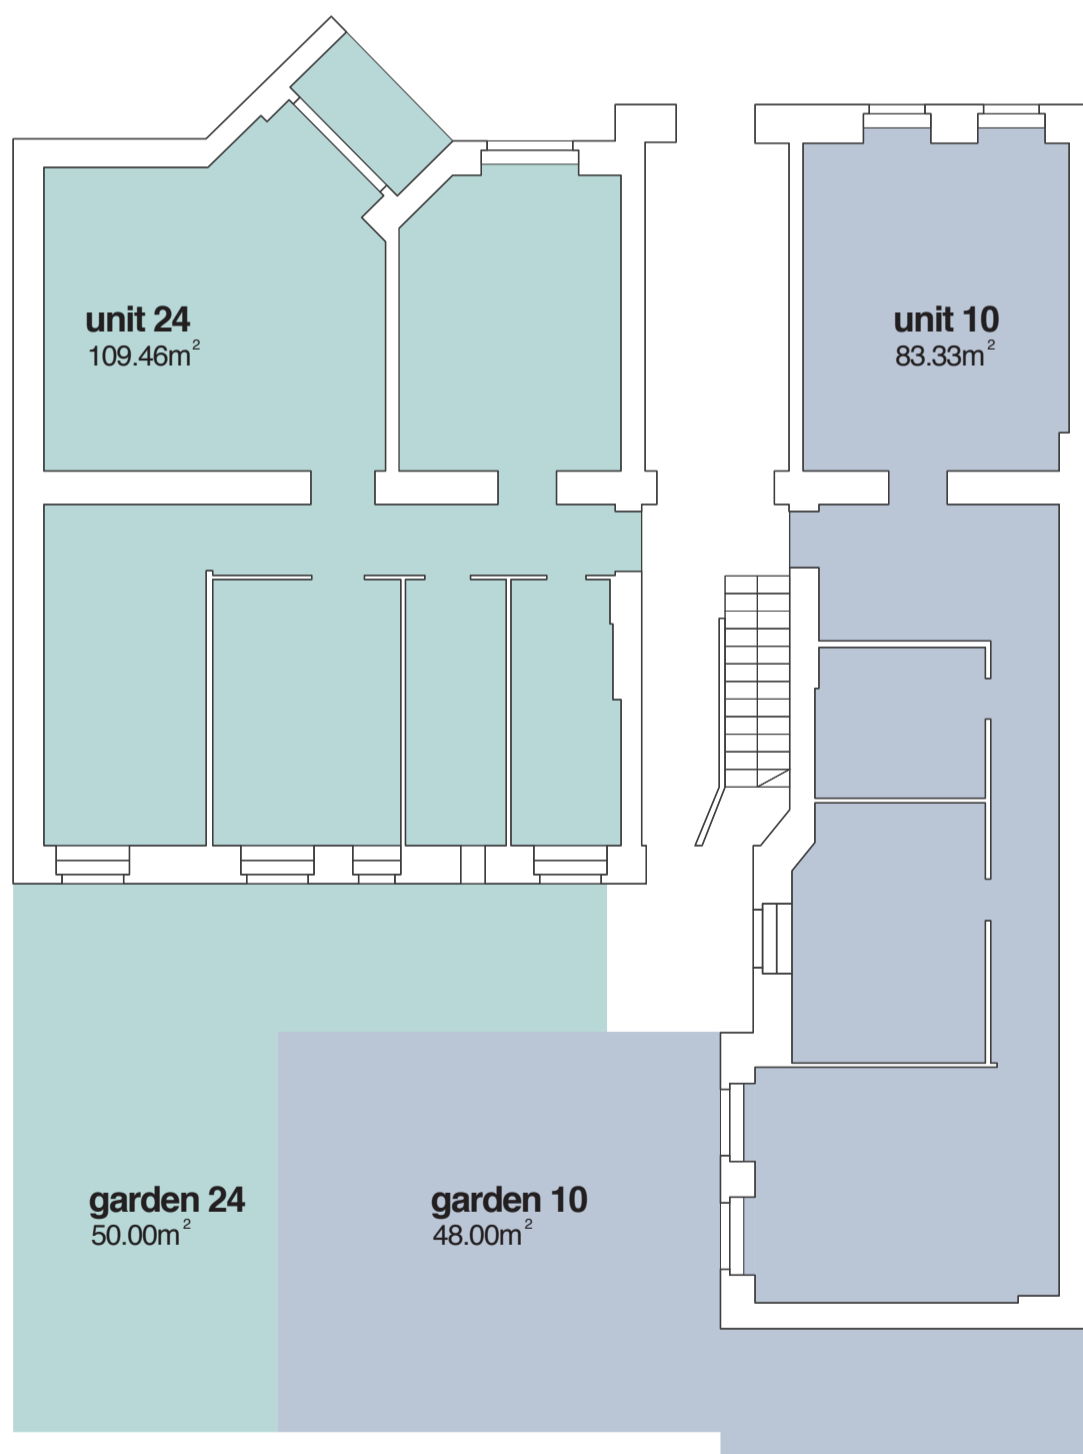 unit 24
109.46m²
unit 10
83.33m²
garden 24
50.00m²
garden 10
48.00m²